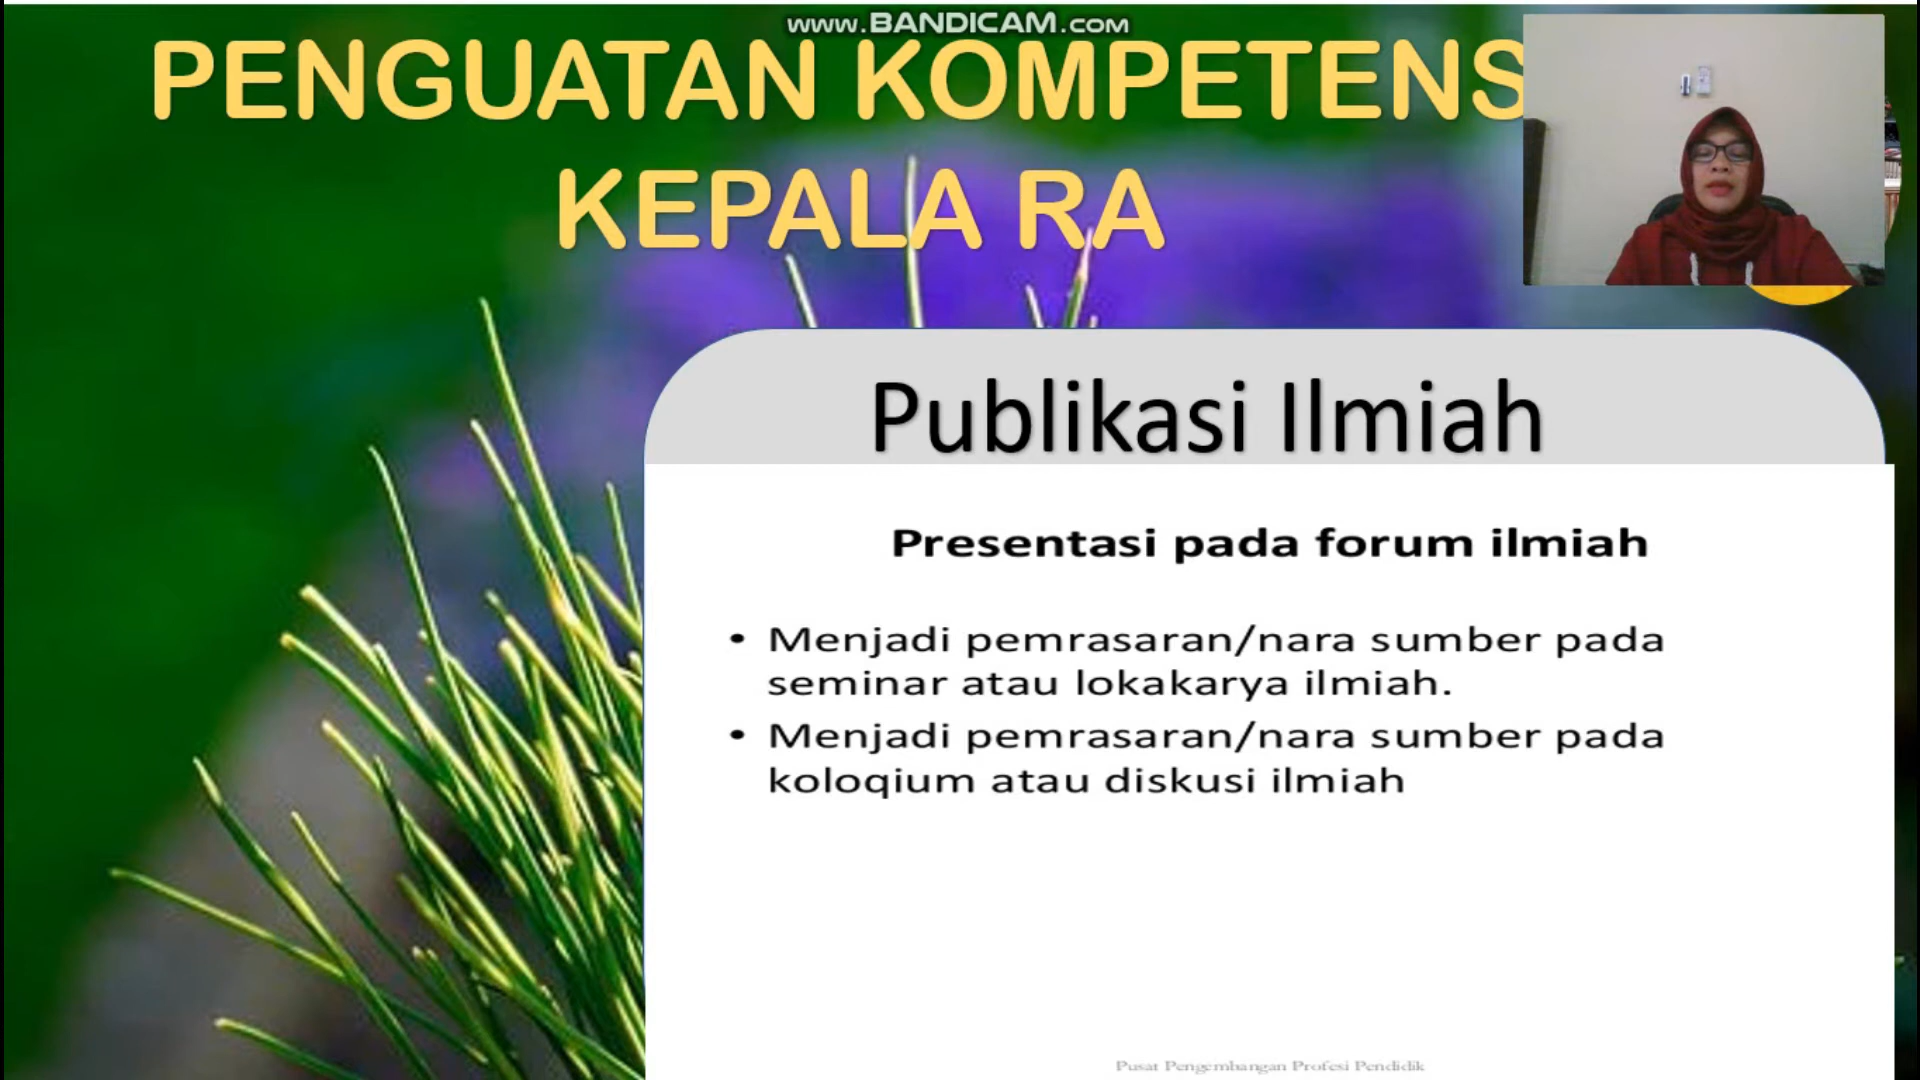 www.BANDICAM.com
PENGUATAN KOMPETENS
KEPALA RA
Publikasi Ilmiah
Presentasi pada forum ilmiah
• Menjadi pemrasaran/nara sumber pada
seminar atau lokakarya ilmiah.
• Menjadi pemrasaran/nara sumber pada
koloqium atau diskusi ilmiah
Pusat Pengembangan Profesi Pendidik